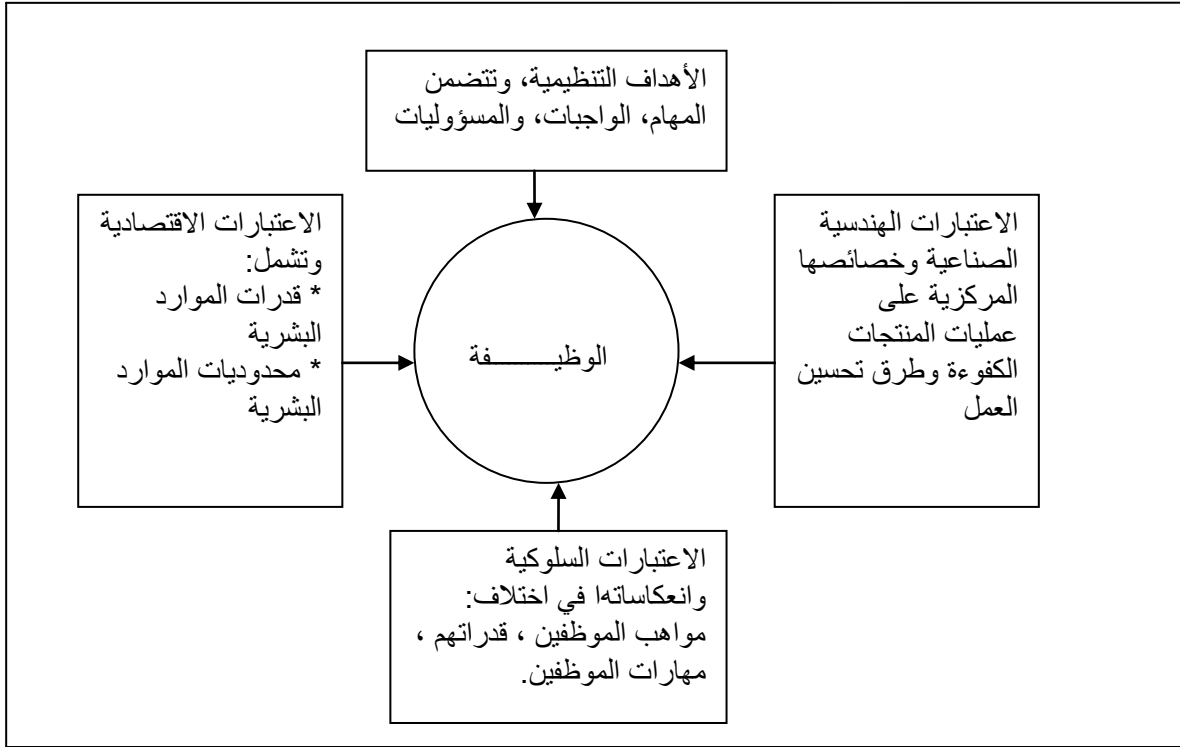 الأهداف التنظيمية، وتتضمن
المهام، الواجبات، والمسؤوليات
الاعتبارات الهندسية
الصناعية وخصائصها
المركزية على
عمليات المنتجات
الكفوءة وطرق تحسين
العمل
الوظيـــــــــفة
الاعتبارات الاقتصادية
وتشمل:
* قدرات الموارد
البشرية
* محدوديات الموارد
البشرية
الاعتبارات السلوكية
وانعكاساتها في اختلاف:
مواهب الموظفين ، قدراتهم ،
مهارات الموظفين.